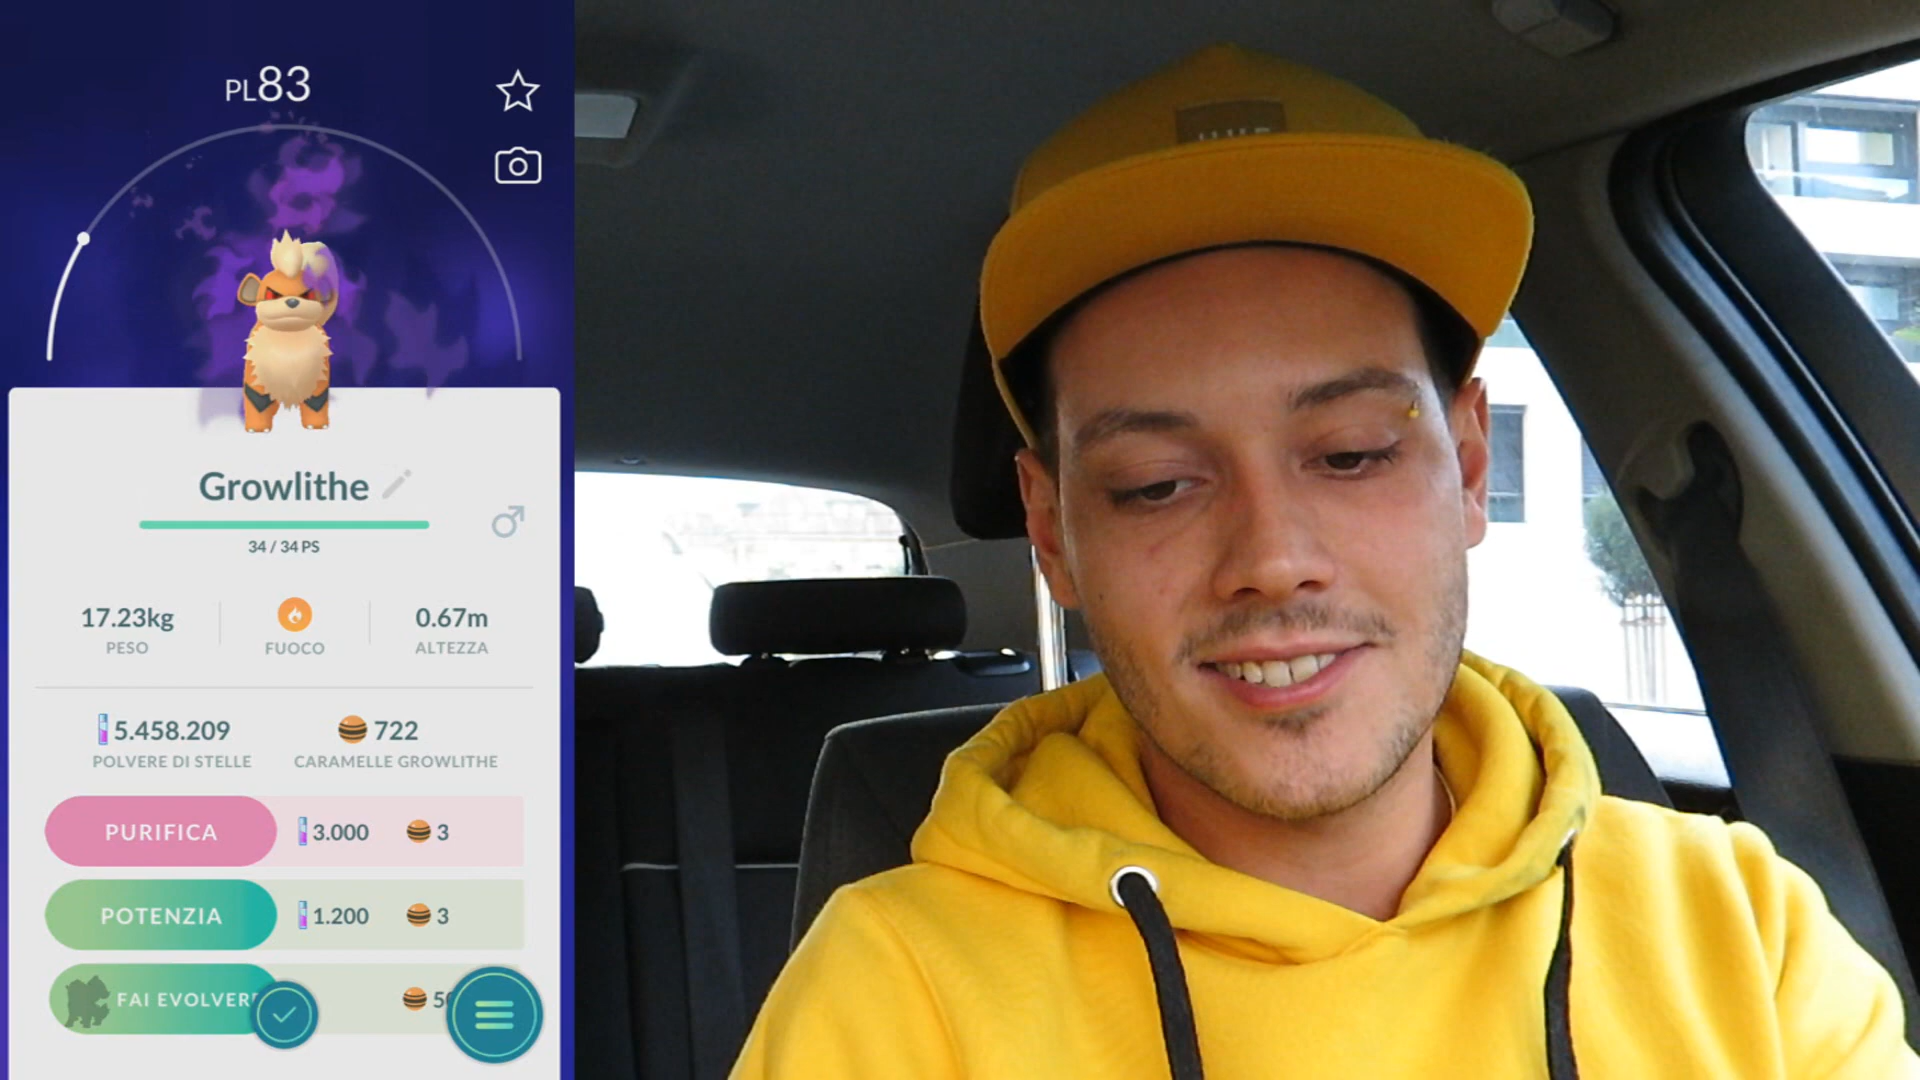 PL83
Growlithe
34 / 34 PS
17.23kg
PESO
FUOCO
0.67m
ALTEZZA
5.458.209
POLVERE DI STELLE
722
CARAMELLE GROWLITHE
PURIFICA 3.000 3
POTENZIA 1.200 3
FAI EVOLVERE